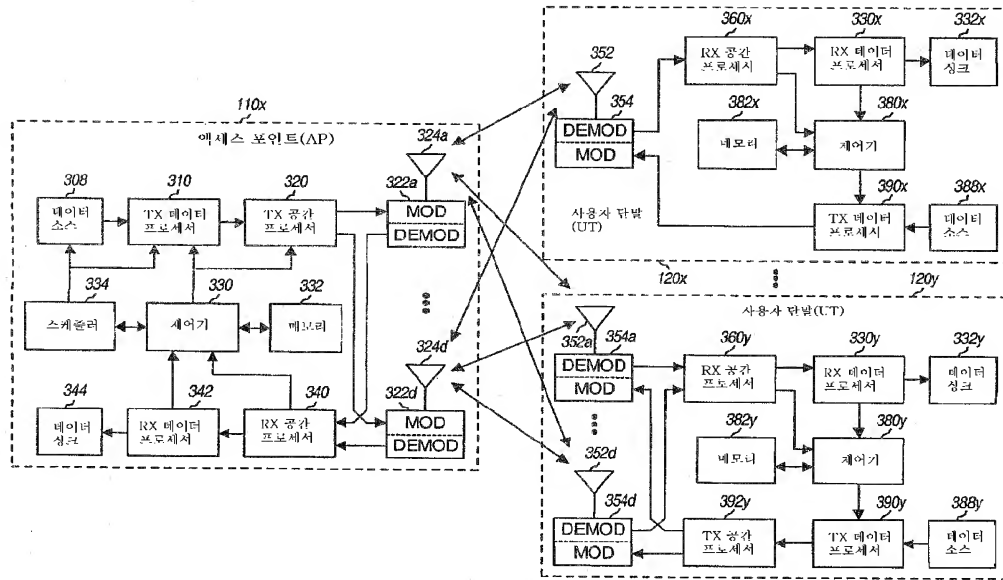 110x
액세스 포인트(AP)
324a
308
310
320
322a
데이터
소스
TX 데이터
프로세서
TX 공간
프로세서
MOD
DEMOD
334
330
332
스케줄러
제어기
메모리
324d
344
342
340
322d
데이터
싱크
RX 데이터
프로세서
RX 공간
프로세서
MOD
DEMOD
352
354
DEMOD
MOD
360x
330x
332x
RX 공간
프로세서
RX 데이터
프로세서
데이터
싱크
382x
380x
메모리
제어기
390x
388x
사용자 단말
(UT)
TX 데이터
프로세서
데이터
소스
120x
120y
사용자 단말(UT)
352a
354a
DEMOD
MOD
360y
330y
332y
RX 공간
프로세서
RX 데이터
프로세서
데이터
싱크
382y
380y
메모리
제어기
352d
354d
DEMOD
MOD
392y
390y
388y
TX 공간
프로세서
TX 데이터
프로세서
데이터
소스